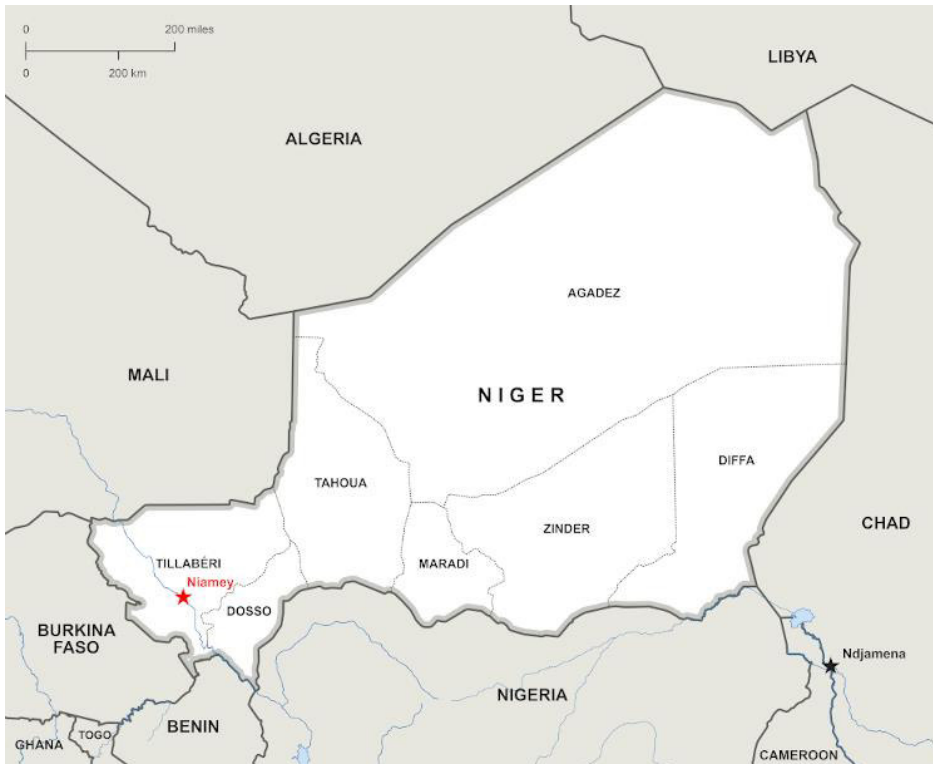 0
200 miles
0
200 km
LIBYA
ALGERIA
AGADEZ
MALI
NIGER
DIFFA
TAHOUA
ZINDER
CHAD
TILLABÉRI
MARADI
Niamey
DOSSO
BURKINA
FASO
Ndjamena
NIGERIA
BENIN
TOGO
GHANA
CAMEROON